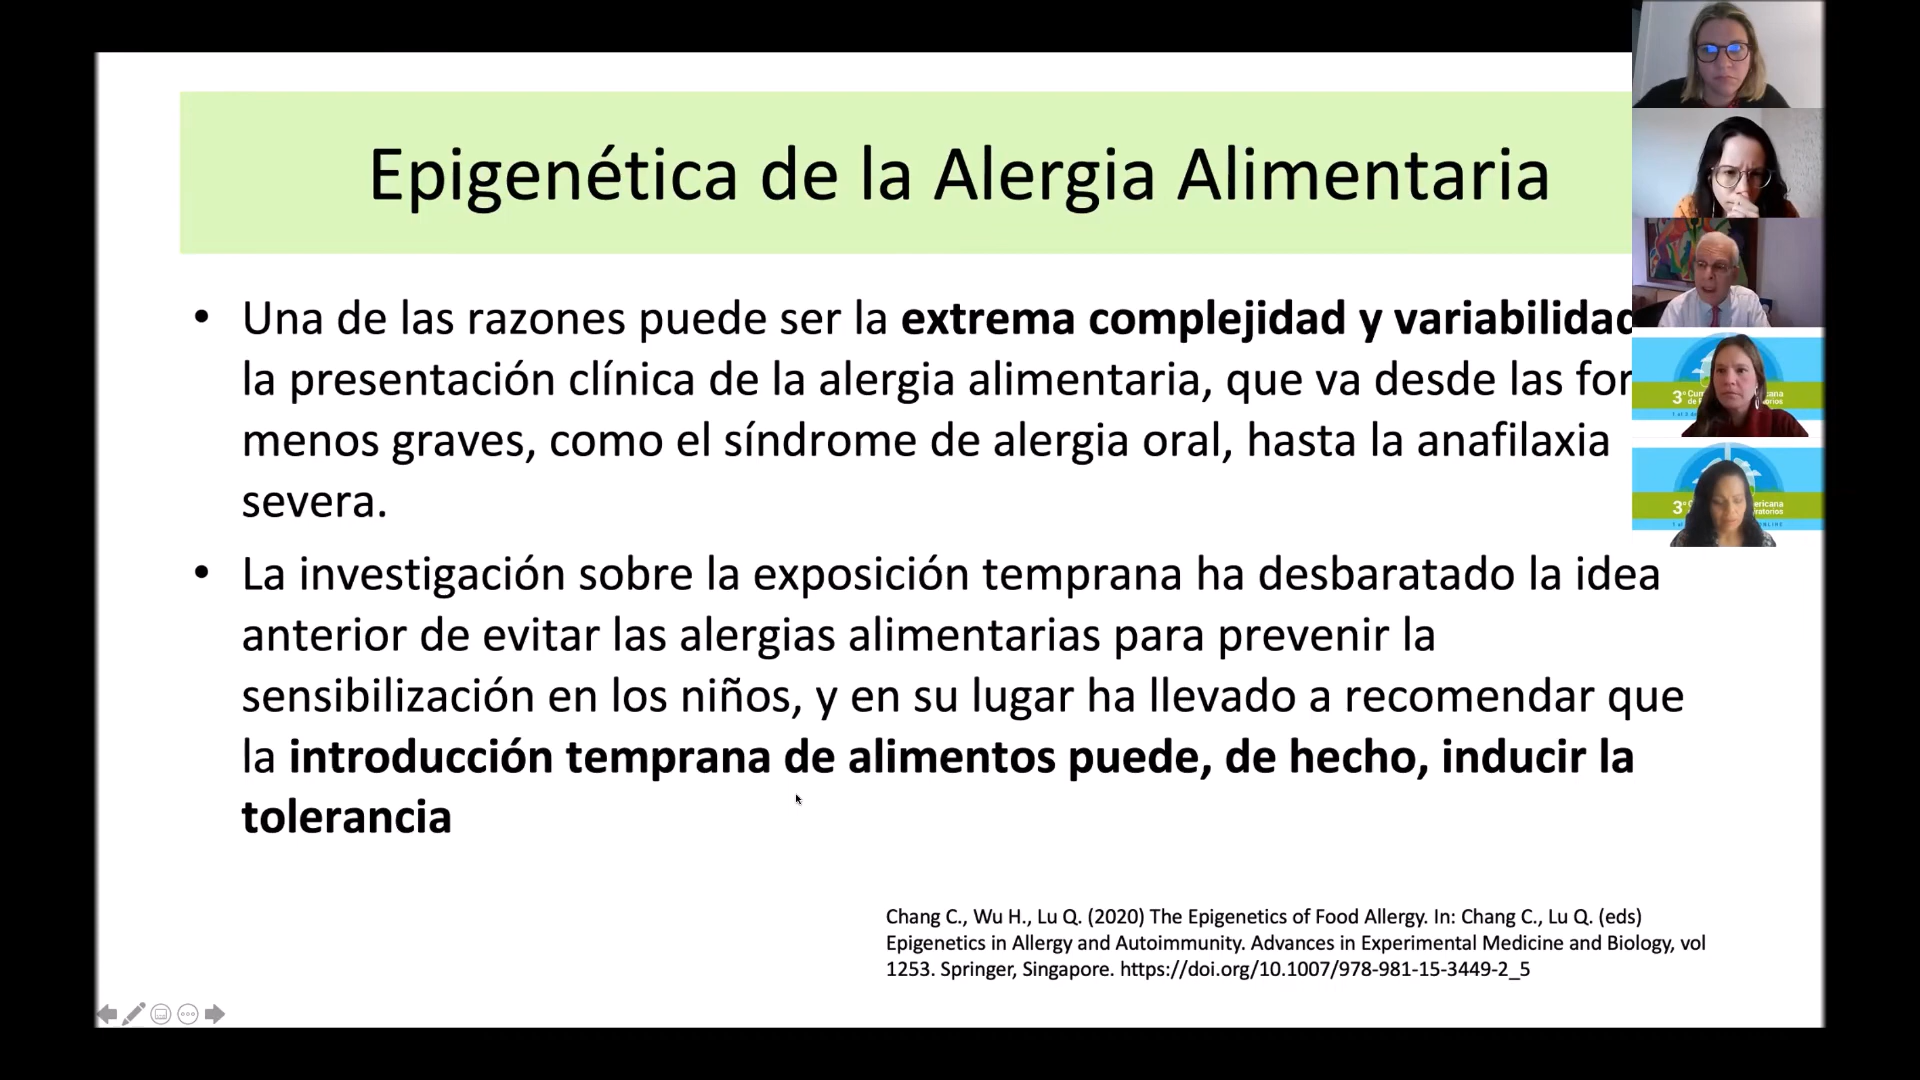 Epigenética de la Alergia Alimentaria
• Una de las razones puede ser la extrema complejidad y variabilidad
la presentación clínica de la alergia alimentaria, que va desde las for
menos graves, como el síndrome de alergia oral, hasta la anafilaxia
severa.
• La investigación sobre la exposición temprana ha desbaratado la idea
anterior de evitar las alergias alimentarias para prevenir la
sensibilización en los niños, y en su lugar ha llevado a recomendar que
la introducción temprana de alimentos puede, de hecho, inducir la
tolerancia
Chang C., Wu H., Lu Q. (2020) The Epigenetics of Food Allergy. In: Chang C., Lu Q. (eds)
Epigenetics in Allergy and Autoimmunity. Advances in Experimental Medicine and Biology, vol
1253. Springer, Singapore. https://doi.org/10.1007/978-981-15-3449-2_5
3º Cum cana
de
3º ericana